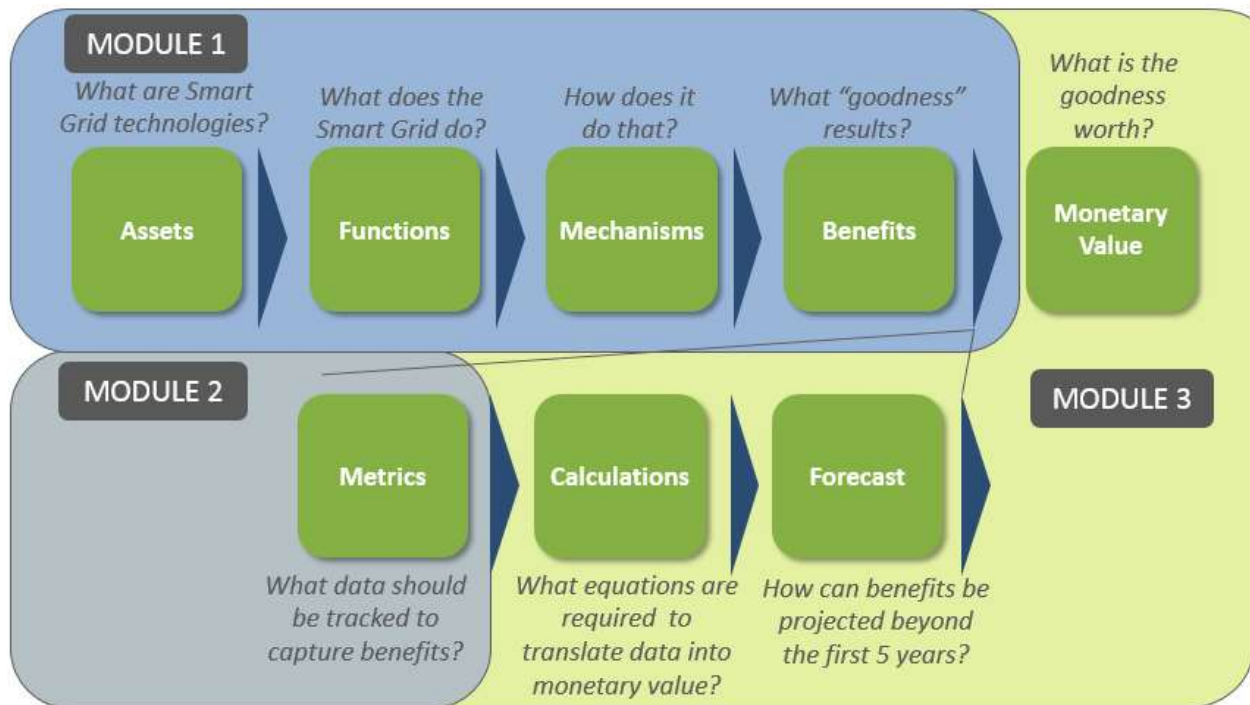 MODULE 1
What are Smart
Grid technologies?
What does the
Smart Grid do?
How does it
do that?
What “goodness”
results?
What is the
goodness
worth?
Assets
Functions
Mechanisms
Benefits
Monetary
Value
MODULE 2
MODULE 3
Metrics
Calculations
Forecast
What data should
be tracked to
capture benefits?
What equations are
required to
translate data into
monetary value?
How can benefits be
projected beyond
the first 5 years?